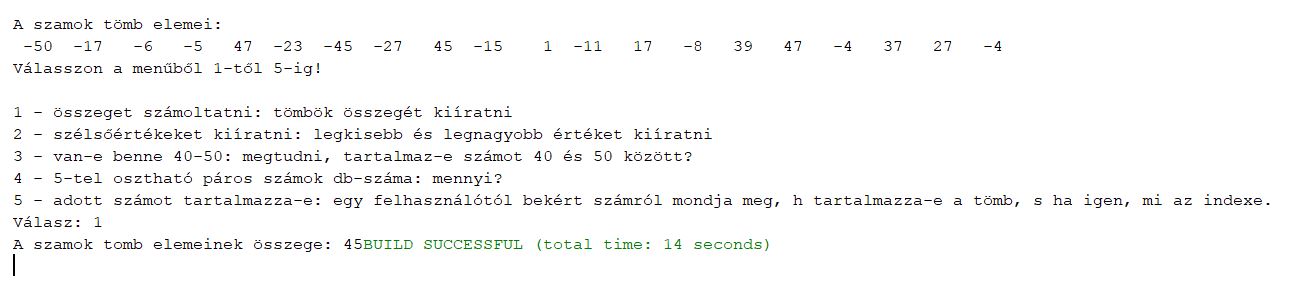 A szamok tömb elemei:
-50 -17 -6 -5 47 -23 -45 -27 45 -15 1 -11 17 -8 39 47 -4 37 27 -4
Válasszon a menűből 1-től 5-ig!
1 - összeget számoltatni: tömbök összegét kiíratni
2 - szélsőértékeket kiíratni: legkisebb és legnagyobb értéket kiíratni
3 - van-e benne 40-50: megtudni, tartalmaz-e számot 40 és 50 között?
4 - 5-tel osztható páros számok db-száma: mennyi?
5 - adott számot tartalmazza-e: egy felhasználótól bekért számról mondja meg, h tartalmazza-e a tömb, s ha igen, mi az indexe.
Válasz: 1
A szamok tomb elemeinek összege: 45BUILD SUCCESSFUL (total time: 14 seconds)